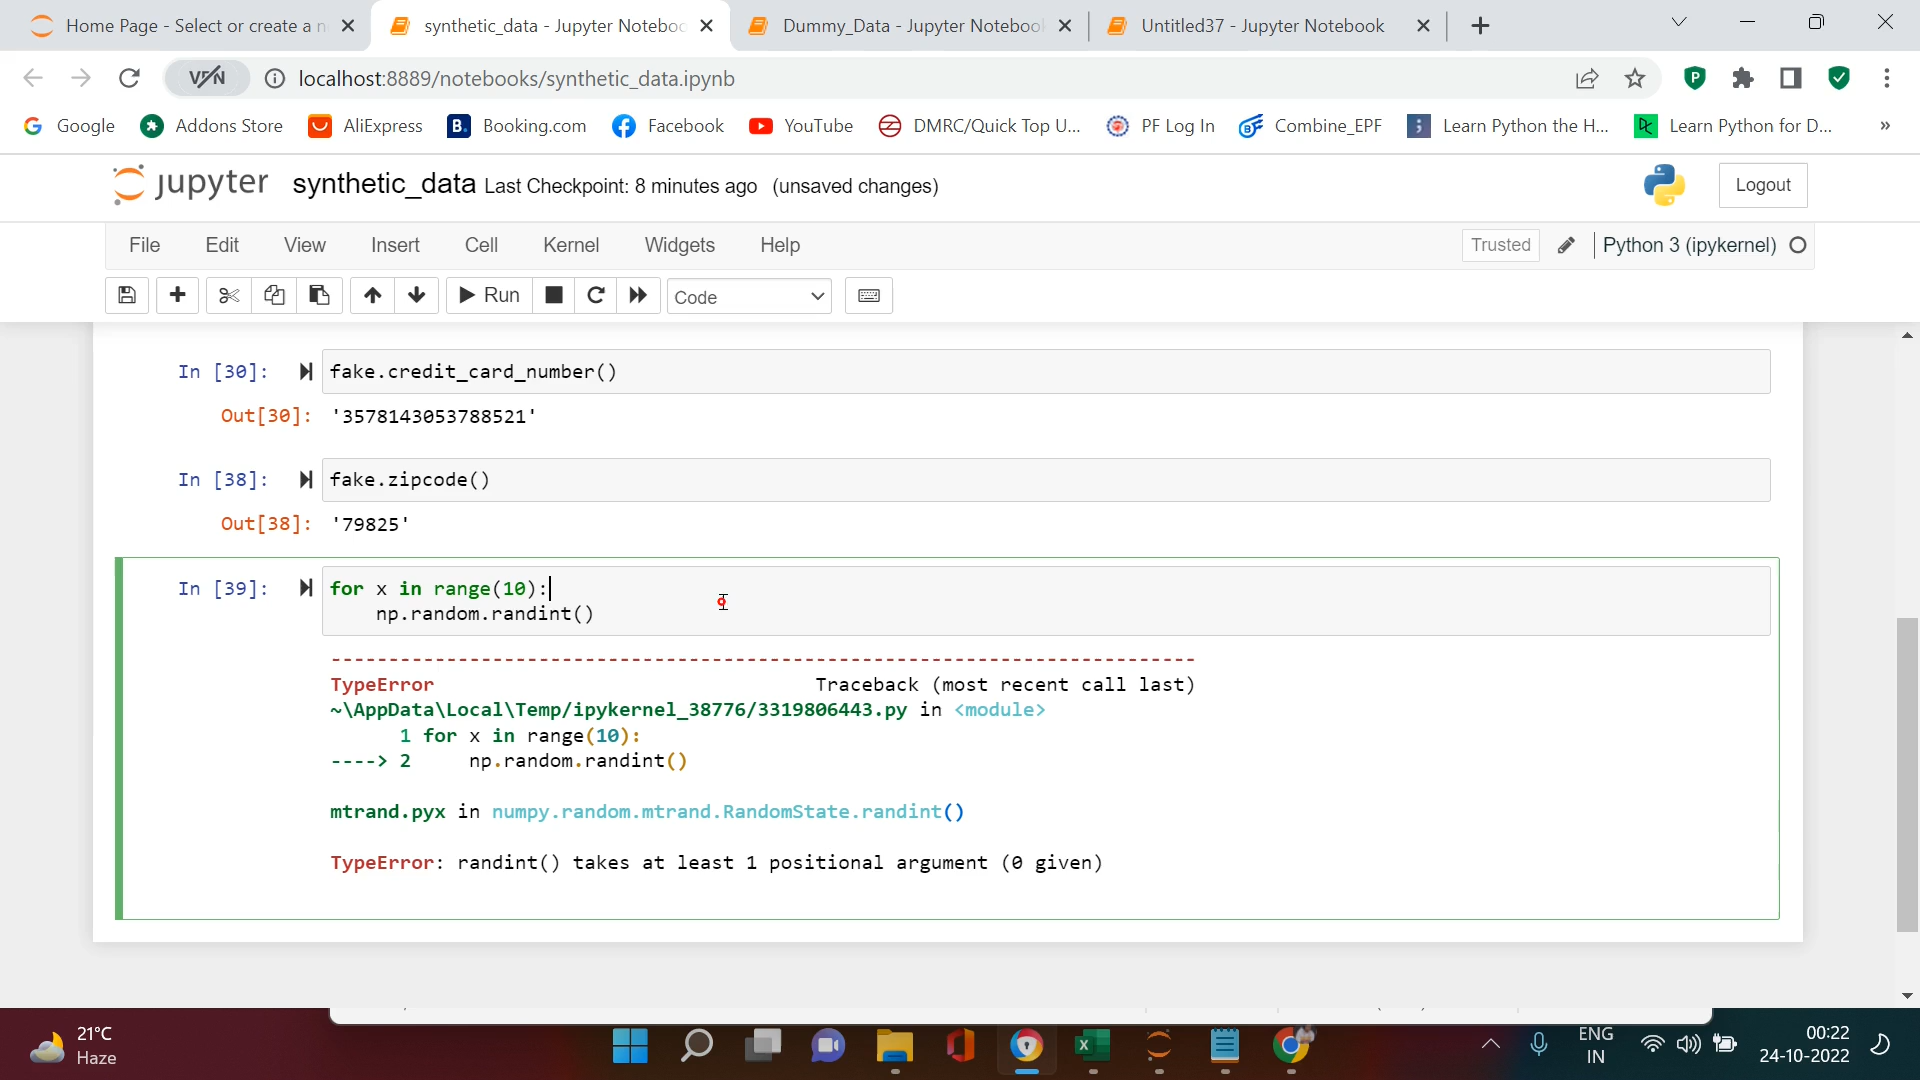 Home Page - Select or create a n
synthetic_data - Jupyter Noteboo
Dummy_Data - Jupyter Noteboo
Untitled37 - Jupyter Notebook
VPN
localhost:8889/notebooks/synthetic_data.ipynb
Google
Addons Store
AliExpress
B.
Booking.com
Facebook
YouTube
DMRC/Quick Top U...
PF Log In
Combine_EPF
Learn Python the H...
Learn Python for D...
»
jupyter
synthetic_data Last Checkpoint: 8 minutes ago (unsaved changes)
Logout
File
Edit
View
Insert
Cell
Kernel
Widgets
Help
Trusted
Python 3 (ipykernel)
Run
Code
In [30]:
fake.credit_card_number()
Out[30]:
'3578143053788521'
In [38]:
fake.zipcode()
Out[38]:
'79825'
In [39]:
for x in range(10):
    np.random.randint()
---------------------------------------------------------------------------
TypeError                                 Traceback (most recent call last)
~\AppData\Local\Temp/ipykernel_38776/3319806443.py in <module>
      1 for x in range(10):
----> 2     np.random.randint()
mtrand.pyx in numpy.random.mtrand.RandomState.randint()
TypeError: randint() takes at least 1 positional argument (0 given)
21°C
Haze
ENG
IN
00:22
24-10-2022